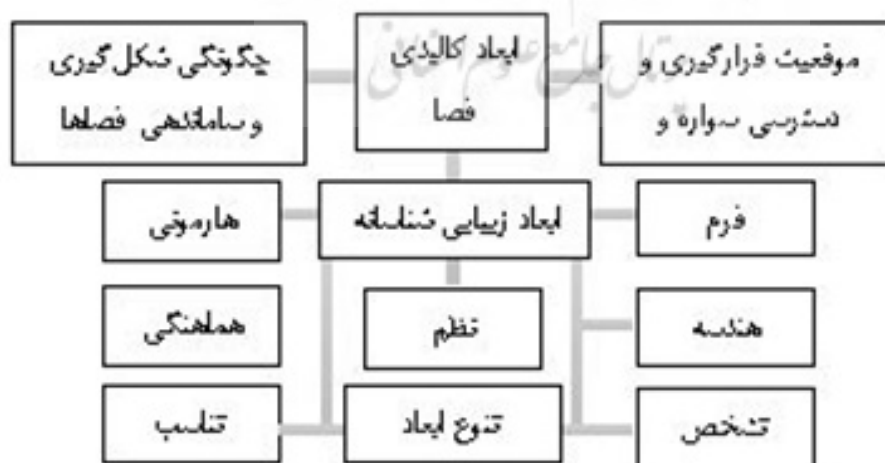 موقعیت قرارگیری و
دسترسی سواره و
ابعاد کالبدی
فضا
چگونگی شکل گیری
و ساماندهی فضاها
فرم
ابعاد زیبایی شناسانه
هارمونی
هندسه
نظم
هماهنگی
تشخص
تنوع ابعاد
تناسب